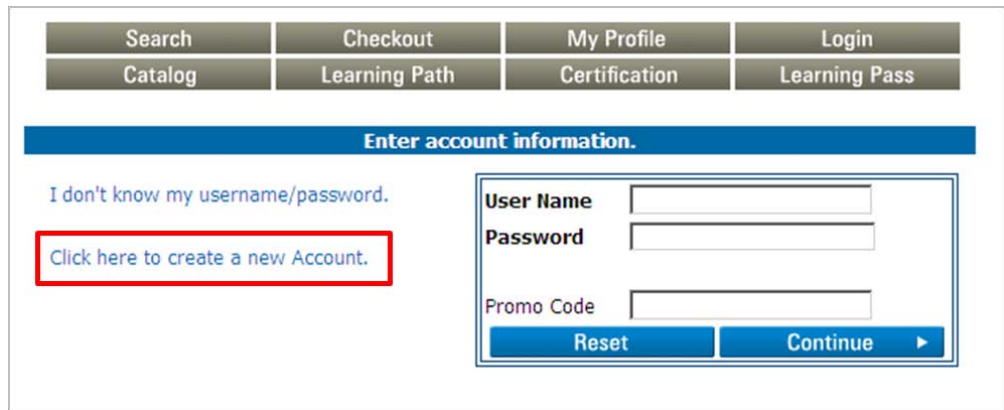 Search Checkout My Profile Login
Catalog Learning Path Certification Learning Pass
Enter account information.
I don't know my username/password.
Click here to create a new Account.
User Name
Password
Promo Code
Reset Continue